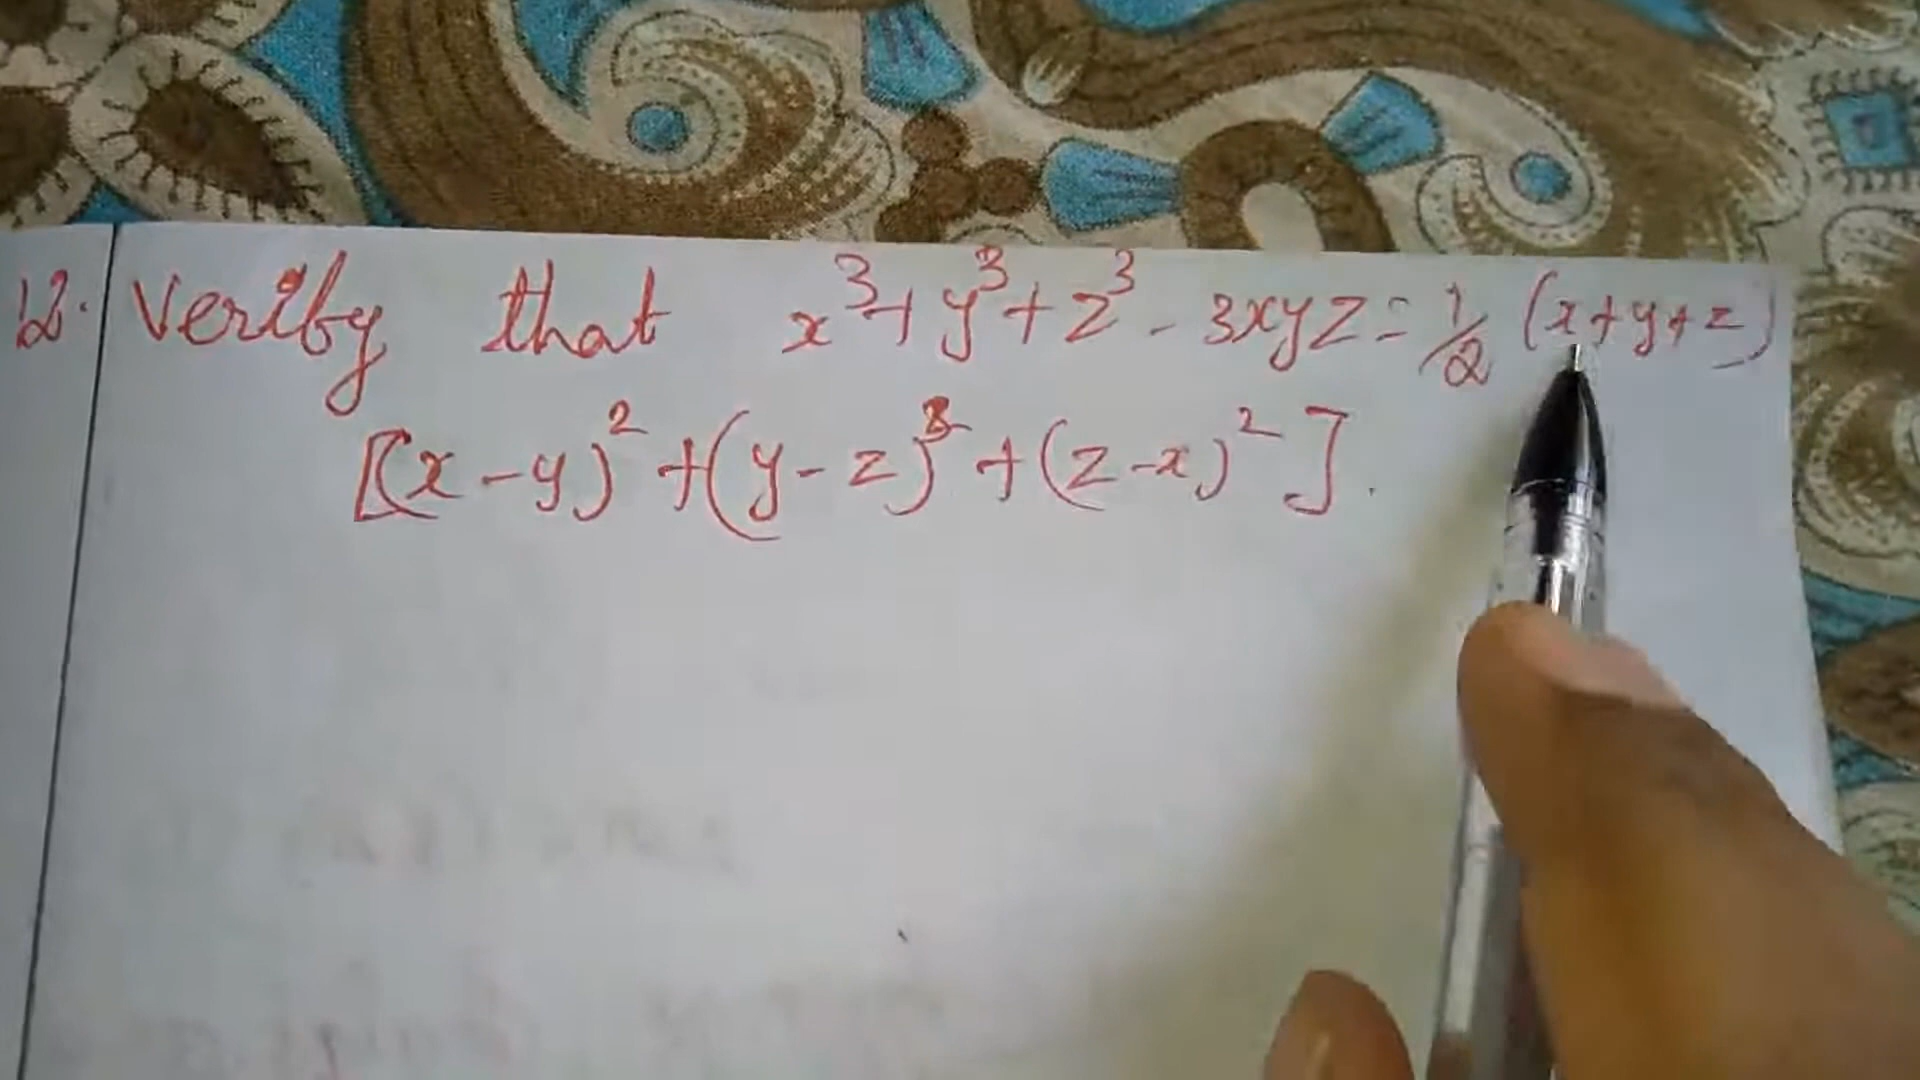 12. Verify that x³ + y³ + z³ - 3xyz = 1/2 (x + y + z)
[(x - y)² + (y - z)² + (z - x)²].